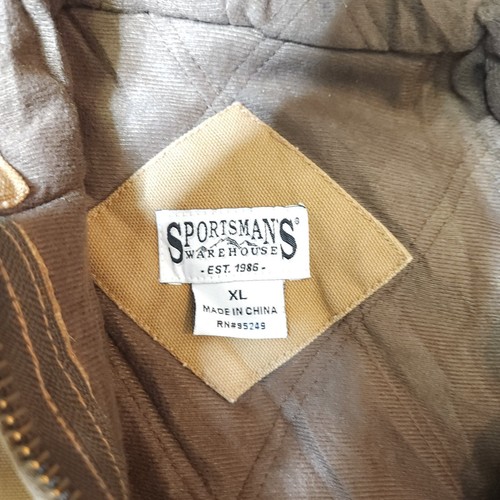 SPORTSMAN'S®
WAREHOUSE
- EST. 1986 -
XL
MADE IN CHINA
RN#95249